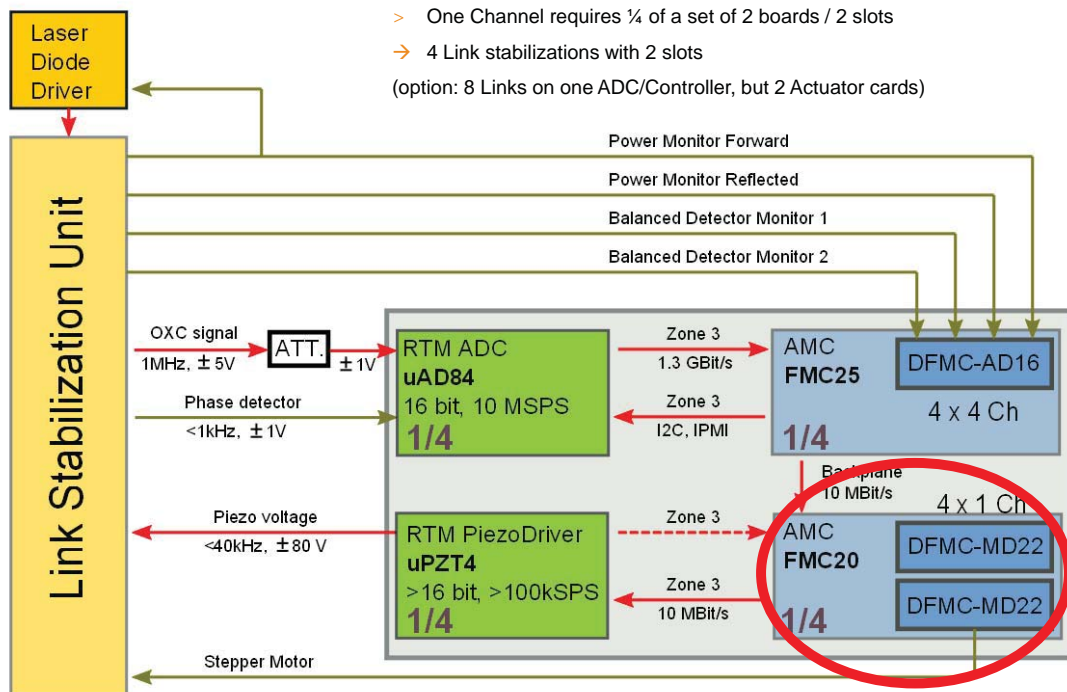 > One Channel requires ¼ of a set of 2 boards / 2 slots
→ 4 Link stabilizations with 2 slots
(option: 8 Links on one ADC/Controller, but 2 Actuator cards)
Laser
Diode
Driver
Link Stabilization Unit
Power Monitor Forward
Power Monitor Reflected
Balanced Detector Monitor 1
Balanced Detector Monitor 2
OXC signal
1MHz, ± 5V
ATT.
± 1V
Phase detector
<1kHz, ± 1V
RTM ADC
uAD84
16 bit, 10 MSPS
1/4
Zone 3
1.3 GBit/s
Zone 3
I2C, IPMI
AMC
FMC25
DFMC-AD16
4 x 4 Ch
1/4
Backplane
10 MBit/s
4 x 1 Ch
Piezo voltage
<40kHz, ± 80 V
RTM PiezoDriver
uPZT4
>16 bit, >100kSPS
1/4
Zone 3
Zone 3
10 MBit/s
AMC
FMC20
DFMC-MD22
DFMC-MD22
1/4
Stepper Motor